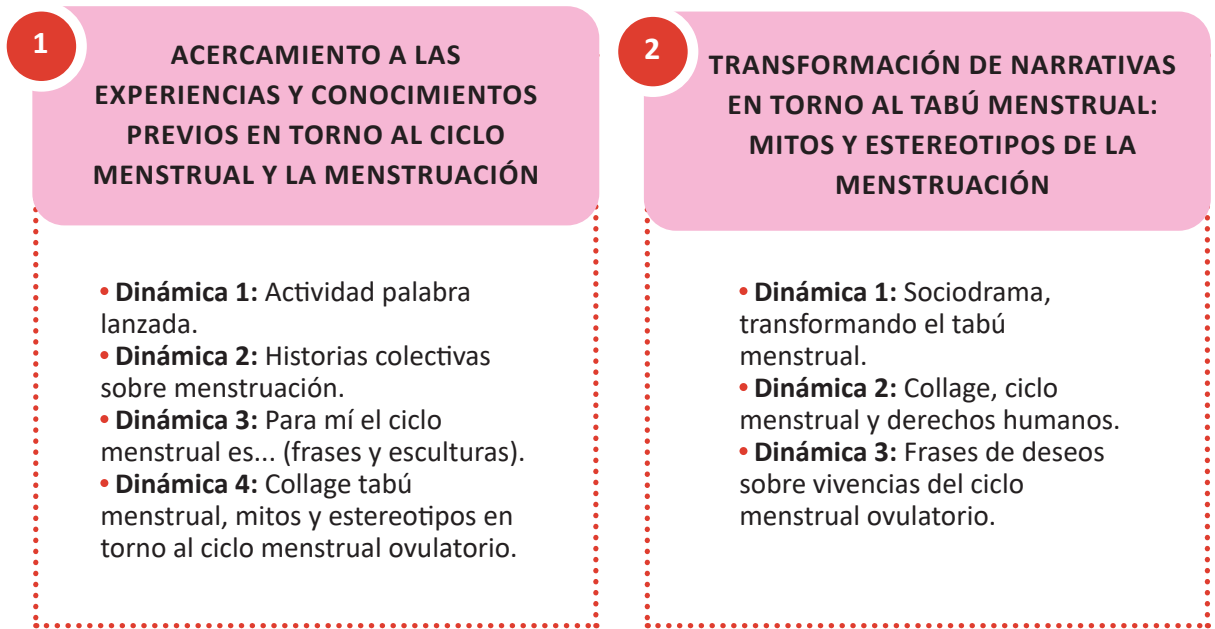 1
ACERCAMIENTO A LAS
EXPERIENCIAS Y CONOCIMIENTOS
PREVIOS EN TORNO AL CICLO
MENSTRUAL Y LA MENSTRUACIÓN
• Dinámica 1: Actividad palabra
lanzada.
• Dinámica 2: Historias colectivas
sobre menstruación.
• Dinámica 3: Para mí el ciclo
menstrual es... (frases y esculturas).
• Dinámica 4: Collage tabú
menstrual, mitos y estereotipos en
torno al ciclo menstrual ovulatorio.
2
TRANSFORMACIÓN DE NARRATIVAS
EN TORNO AL TABÚ MENSTRUAL:
MITOS Y ESTEREOTIPOS DE LA
MENSTRUACIÓN
• Dinámica 1: Sociodrama,
transformando el tabú
menstrual.
• Dinámica 2: Collage, ciclo
menstrual y derechos humanos.
• Dinámica 3: Frases de deseos
sobre vivencias del ciclo
menstrual ovulatorio.